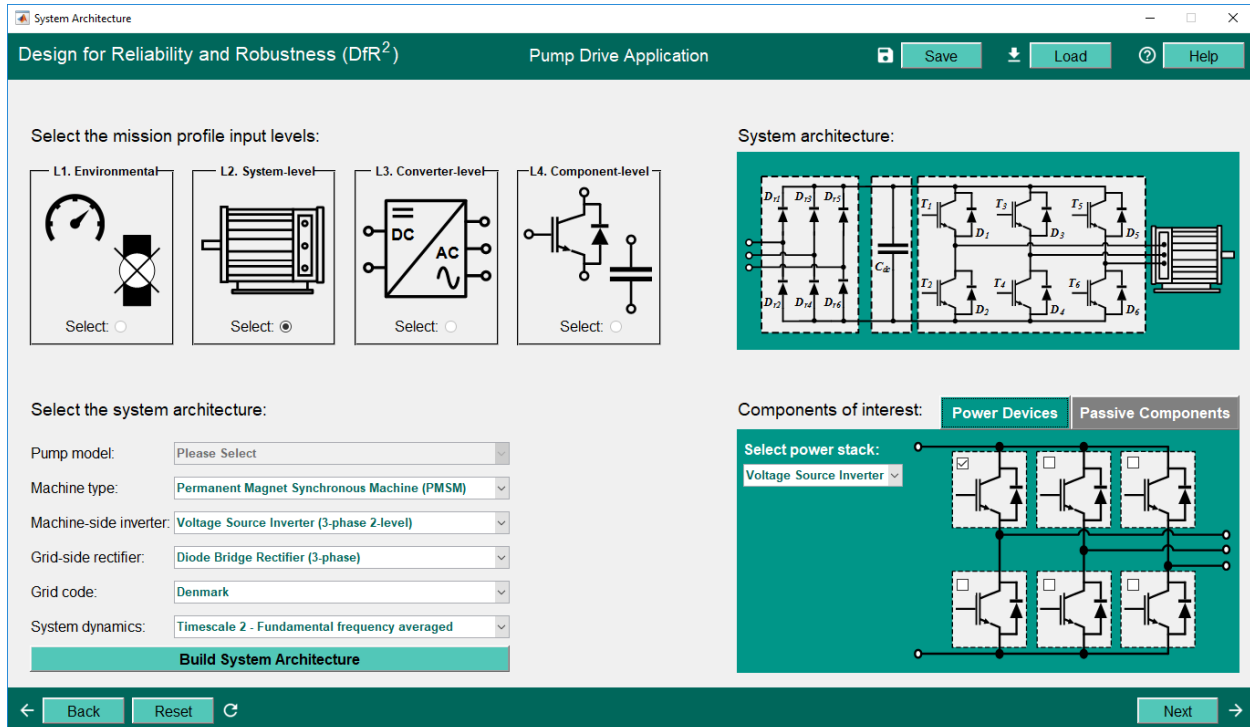 System Architecture
Design for Reliability and Robustness (DfR²)
Pump Drive Application
Save
Load
Help
Select the mission profile input levels:
L1. Environmental
L2. System-level
L3. Converter-level
L4. Component-level
DC
AC
Select:
Select:
Select:
Select:
System architecture:
Dr1 Dr3 Dr5
T1 T3 T5
D1 D3 D5
Cdc
T2 T4 T6
Dr2 Dr4 Dr6
D2 D4 D6
Select the system architecture:
Pump model: Please Select
Machine type: Permanent Magnet Synchronous Machine (PMSM)
Machine-side inverter: Voltage Source Inverter (3-phase 2-level)
Grid-side rectifier: Diode Bridge Rectifier (3-phase)
Grid code: Denmark
System dynamics: Timescale 2 - Fundamental frequency averaged
Build System Architecture
Components of interest:
Power Devices
Passive Components
Select power stack:
Voltage Source Inverter
Back
Reset
Next